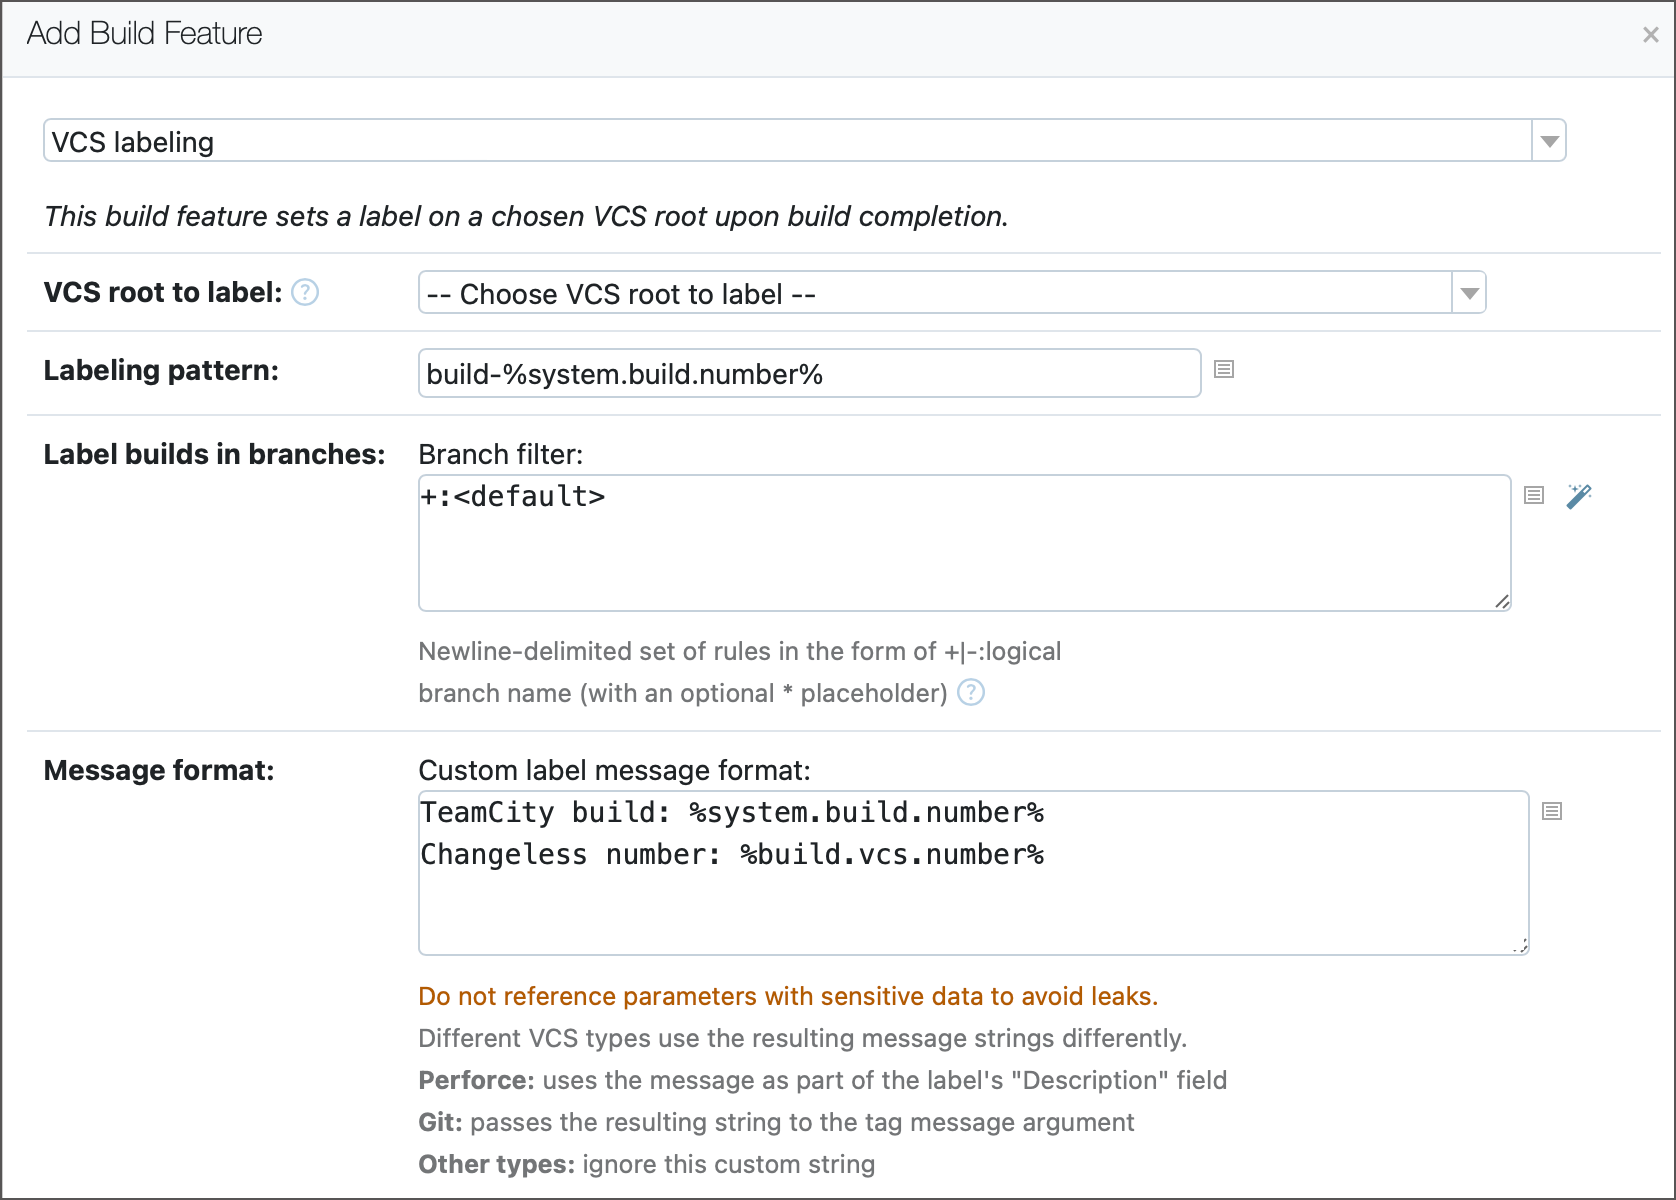 Add Build Feature
VCS labeling
This build feature sets a label on a chosen VCS root upon build completion.
VCS root to label: ?
-- Choose VCS root to label --
Labeling pattern:
build-%system.build.number%
Label builds in branches:
Branch filter:
+:<default>
Newline-delimited set of rules in the form of +|-:logical
branch name (with an optional * placeholder) ?
Message format:
Custom label message format:
TeamCity build: %system.build.number%
Changeless number: %build.vcs.number%
Do not reference parameters with sensitive data to avoid leaks.
Different VCS types use the resulting message strings differently.
Perforce: uses the message as part of the label's "Description" field
Git: passes the resulting string to the tag message argument
Other types: ignore this custom string